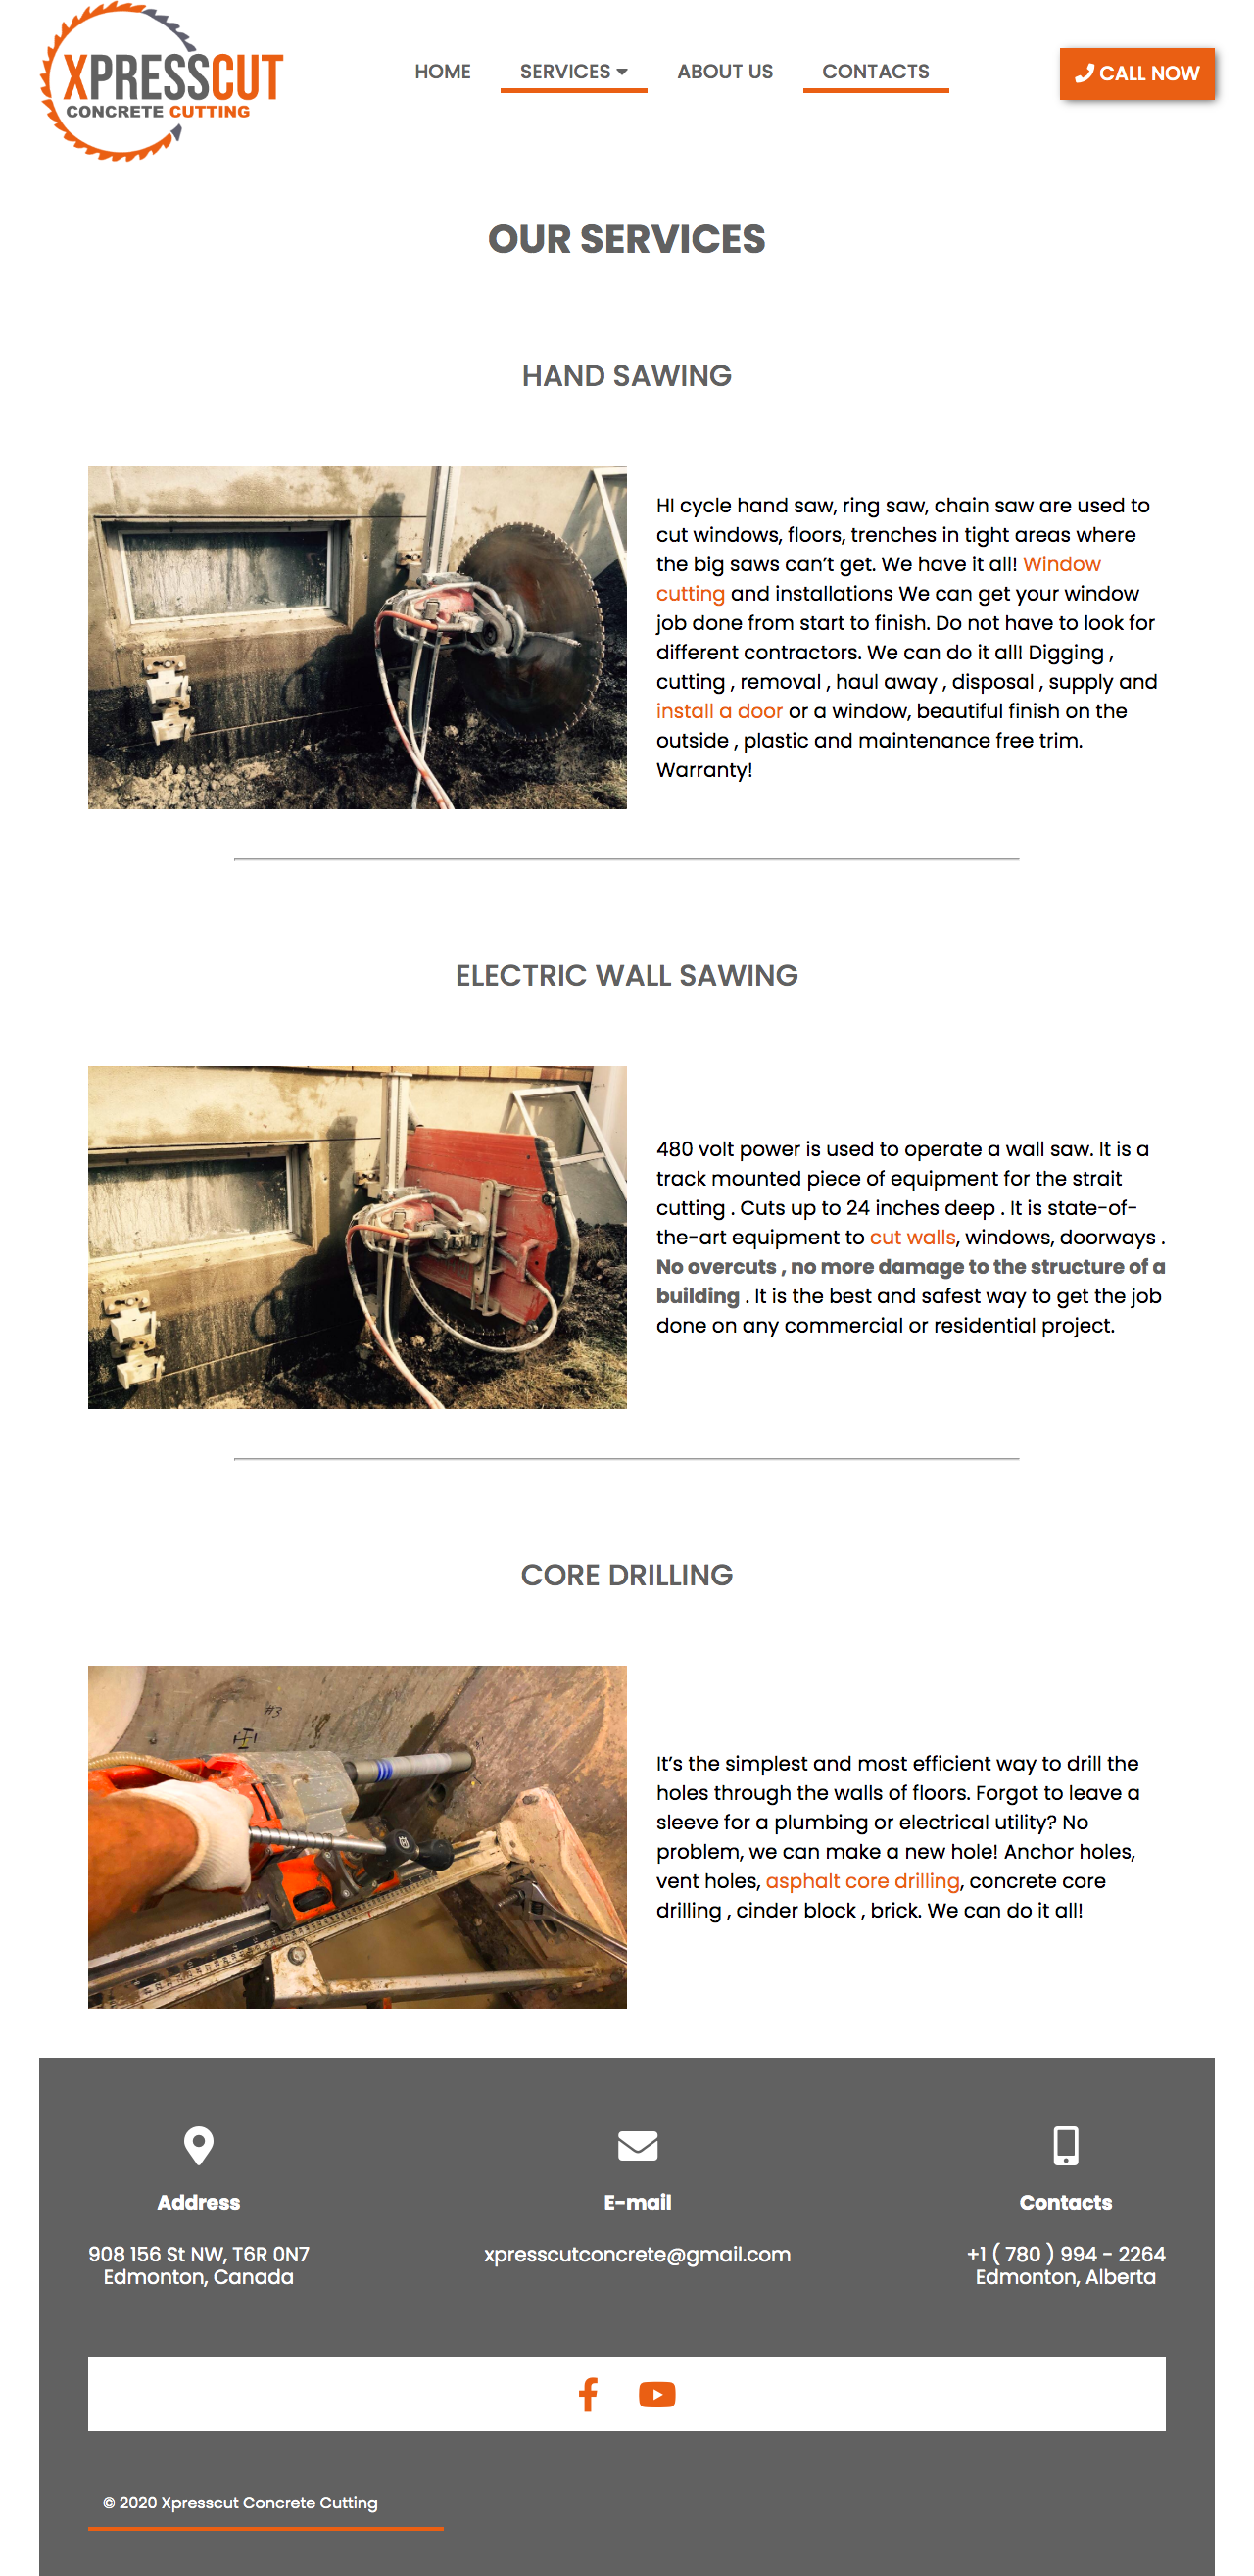 XPRESSCUT
CONCRETE CUTTING
HOME
SERVICES
ABOUT US
CONTACTS
CALL NOW
OUR SERVICES
HAND SAWING
HI cycle hand saw, ring saw, chain saw are used to
cut windows, floors, trenches in tight areas where
the big saws can’t get. We have it all! Window
cutting and installations We can get your window
job done from start to finish. Do not have to look for
different contractors. We can do it all! Digging ,
cutting , removal , haul away , disposal , supply and
install a door or a window, beautiful finish on the
outside , plastic and maintenance free trim.
Warranty!
ELECTRIC WALL SAWING
480 volt power is used to operate a wall saw. It is a
track mounted piece of equipment for the strait
cutting . Cuts up to 24 inches deep . It is state-of-
the-art equipment to cut walls, windows, doorways .
No overcuts , no more damage to the structure of a
building . It is the best and safest way to get the job
done on any commercial or residential project.
CORE DRILLING
#3
It’s the simplest and most efficient way to drill the
holes through the walls of floors. Forgot to leave a
sleeve for a plumbing or electrical utility? No
problem, we can make a new hole! Anchor holes,
vent holes, asphalt core drilling, concrete core
drilling , cinder block , brick. We can do it all!
Address
908 156 St NW, T6R 0N7
Edmonton, Canada
E-mail
xpresscutconcrete@gmail.com
Contacts
+1 ( 780 ) 994 - 2264
Edmonton, Alberta
© 2020 Xpresscut Concrete Cutting